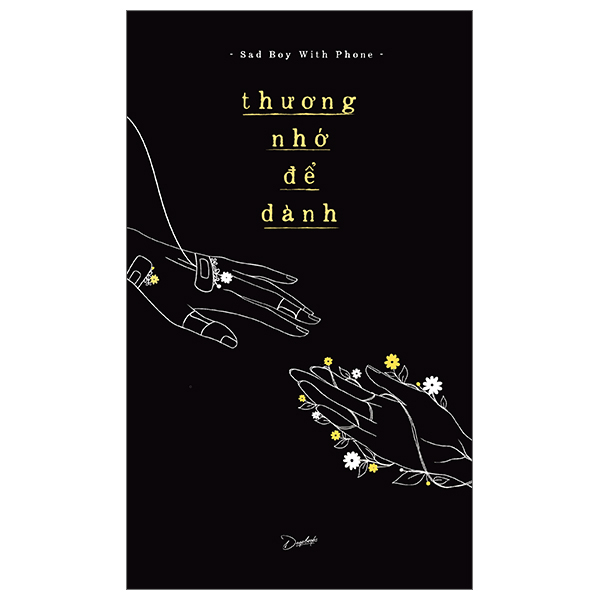 - Sad Boy With Phone -
thương
nhớ
để
dành